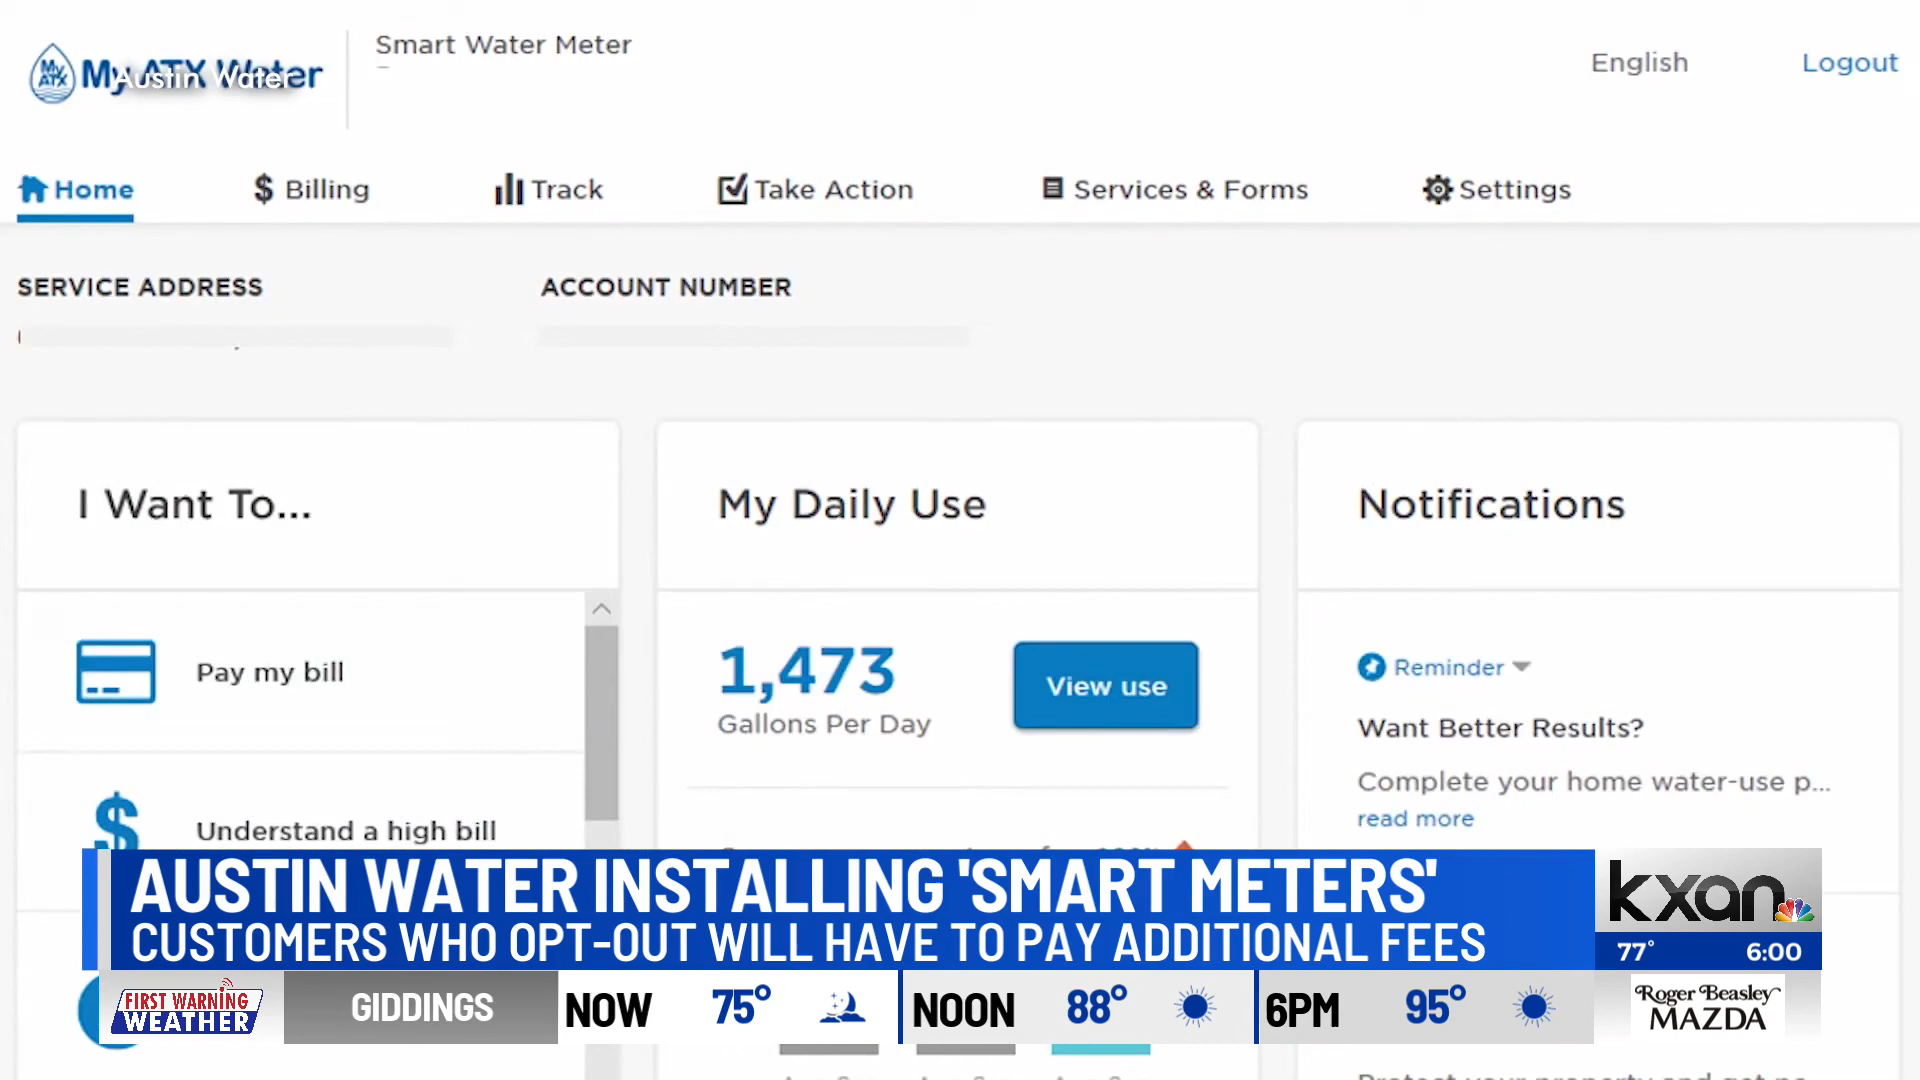 My ATX
My ATX Water
Austin Water
Smart Water Meter
English
Logout
Home
$ Billing
Track
Take Action
Services & Forms
Settings
SERVICE ADDRESS
ACCOUNT NUMBER
I Want To...
My Daily Use
Notifications
Pay my bill
1,473
Gallons Per Day
View use
Reminder
Want Better Results?
Complete your home water-use p...
read more
$ Understand a high bill
AUSTIN WATER INSTALLING 'SMART METERS'
CUSTOMERS WHO OPT-OUT WILL HAVE TO PAY ADDITIONAL FEES
kxan
77° 6:00
FIRST WARNING
WEATHER
GIDDINGS
NOW 75°
NOON 88°
6PM 95°
Roger Beasley
MAZDA